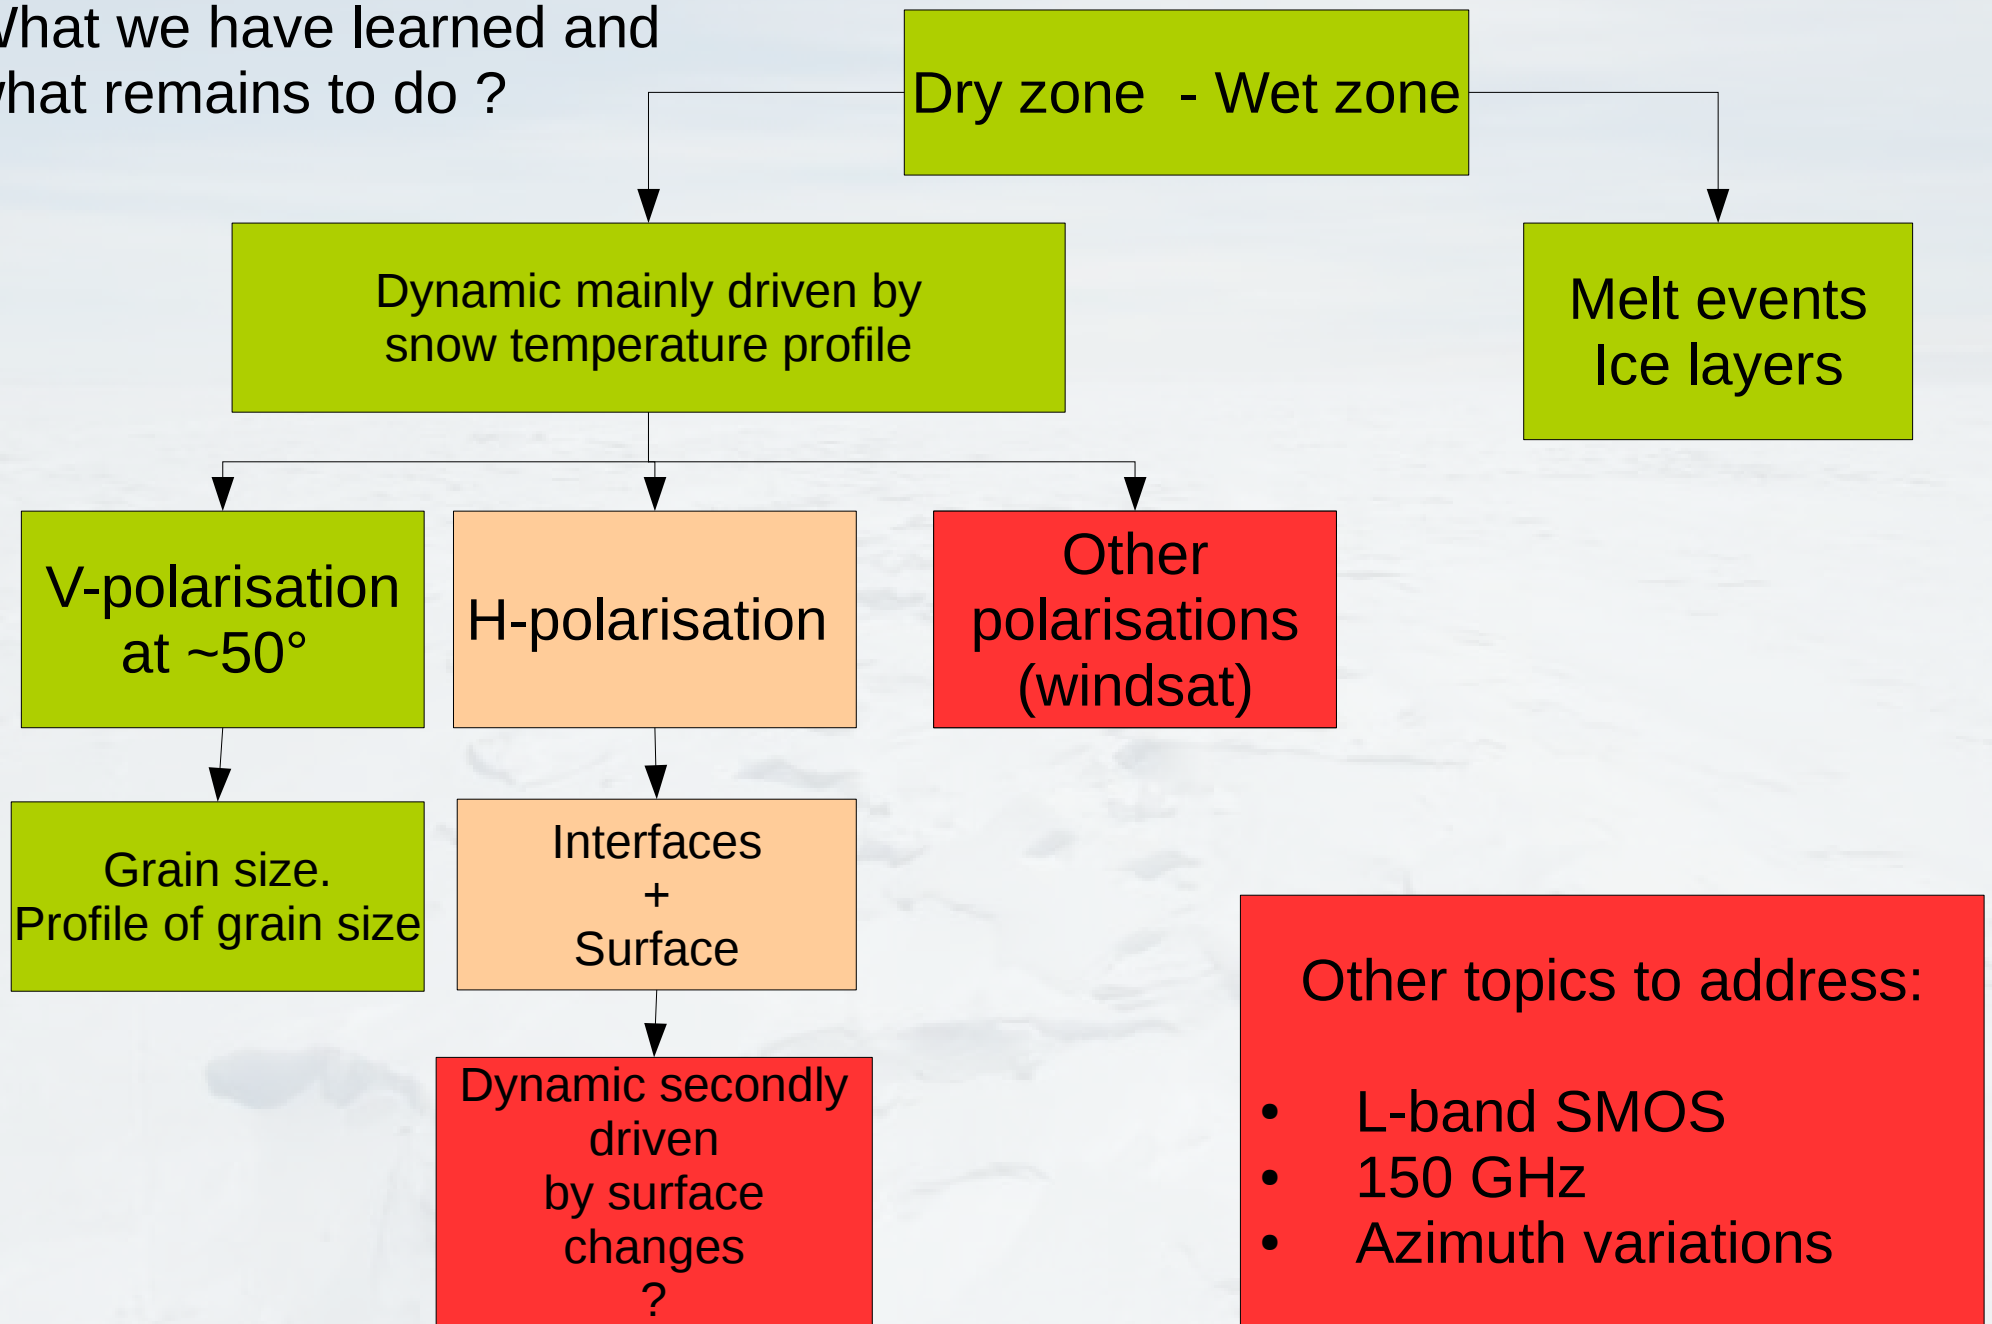 What we have learned and
what remains to do ?
Dry zone - Wet zone
Dynamic mainly driven by
snow temperature profile
Melt events
Ice layers
V-polarisation
at ~50°
H-polarisation
Other
polarisations
(windsat)
Grain size.
Profile of grain size
Interfaces
+
Surface
Dynamic secondly
driven
by surface
changes
?
Other topics to address:
• L-band SMOS
• 150 GHz
• Azimuth variations